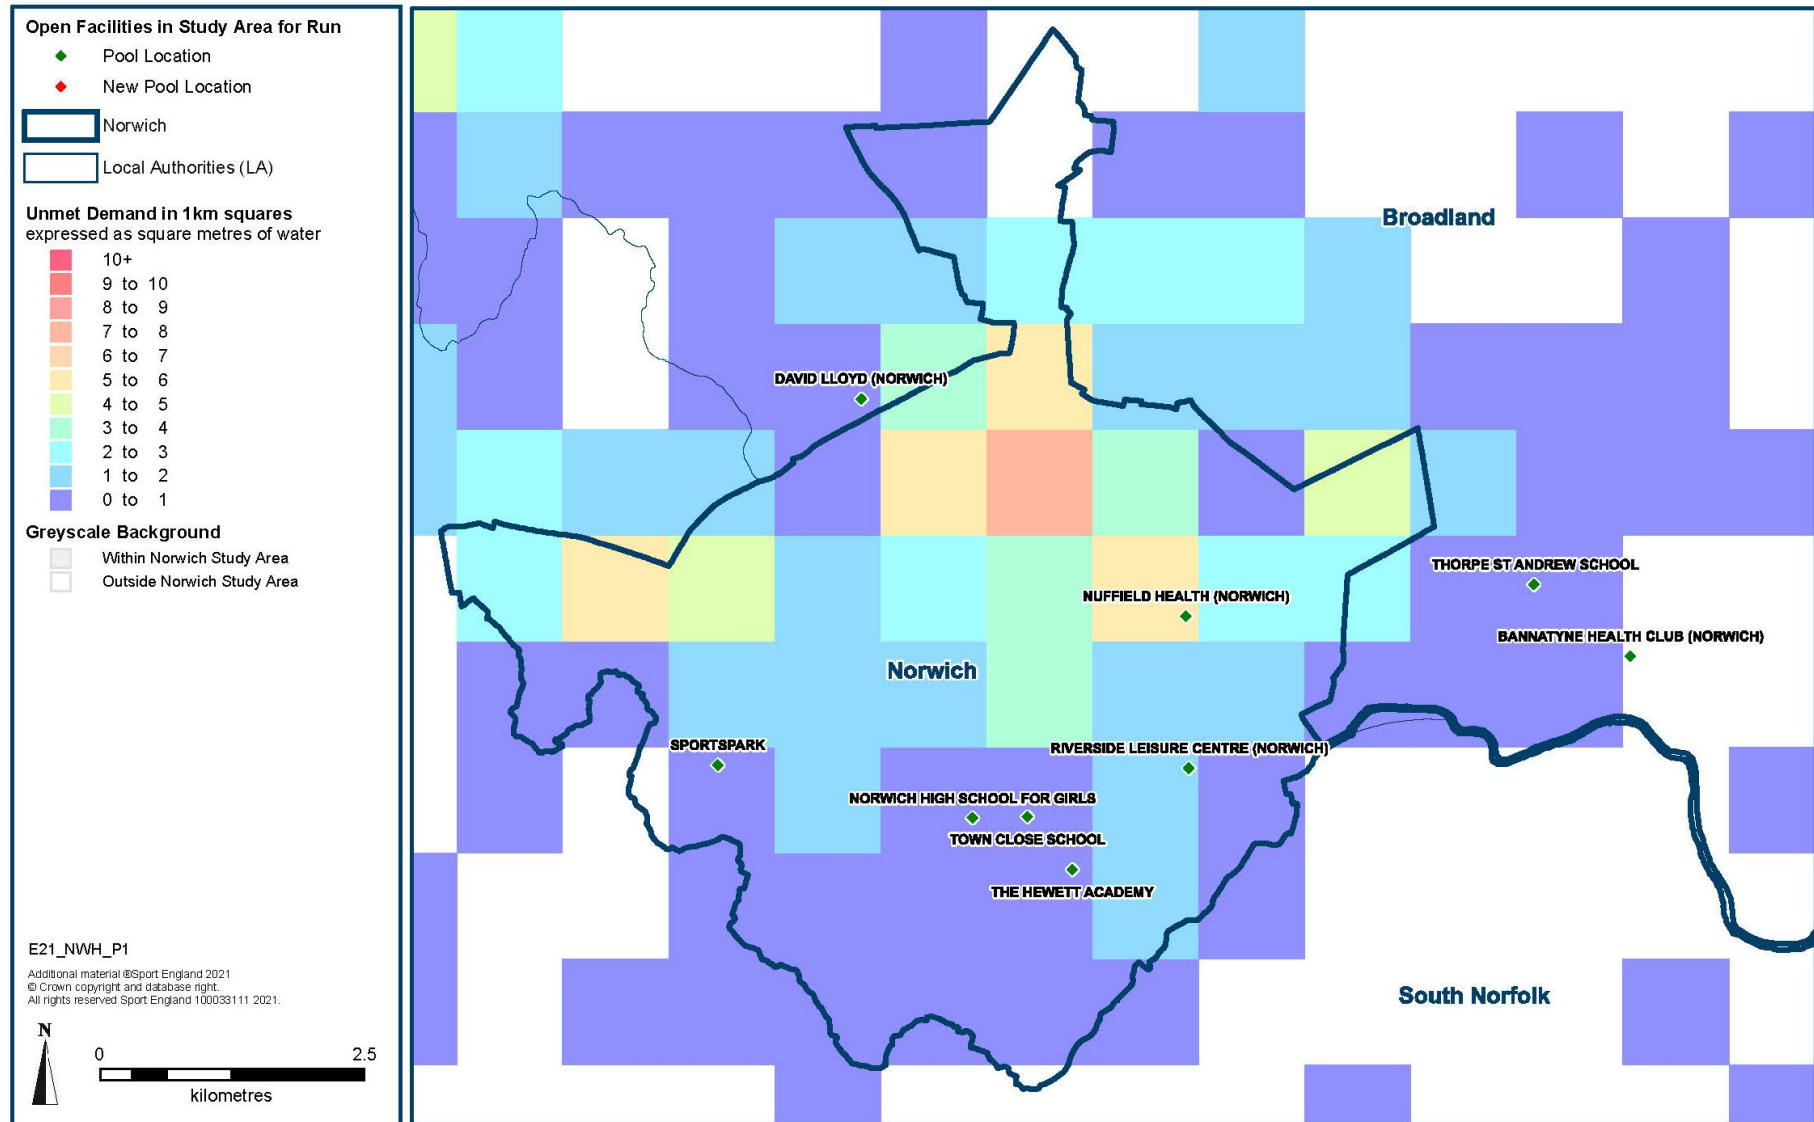 Open Facilities in Study Area for Run
Pool Location
New Pool Location
Norwich
Local Authorities (LA)
Unmet Demand in 1km squares
expressed as square metres of water
10+
9 to 10
8 to 9
7 to 8
6 to 7
5 to 6
4 to 5
3 to 4
2 to 3
1 to 2
0 to 1
Greyscale Background
Within Norwich Study Area
Outside Norwich Study Area
E21_NWH_P1
Additional material ®Sport England 2021
© Crown copyright and database right.
All rights reserved Sport England 100033111 2021.
N
0 2.5
kilometres
Broadland
DAVID LLOYD (NORWICH)
THORPE ST ANDREW SCHOOL
NUFFIELD HEALTH (NORWICH)
BANNATYNE HEALTH CLUB (NORWICH)
Norwich
SPORTSPARK
RIVERSIDE LEISURE CENTRE (NORWICH)
NORWICH HIGH SCHOOL FOR GIRLS
TOWN CLOSE SCHOOL
THE HEWETT ACADEMY
South Norfolk